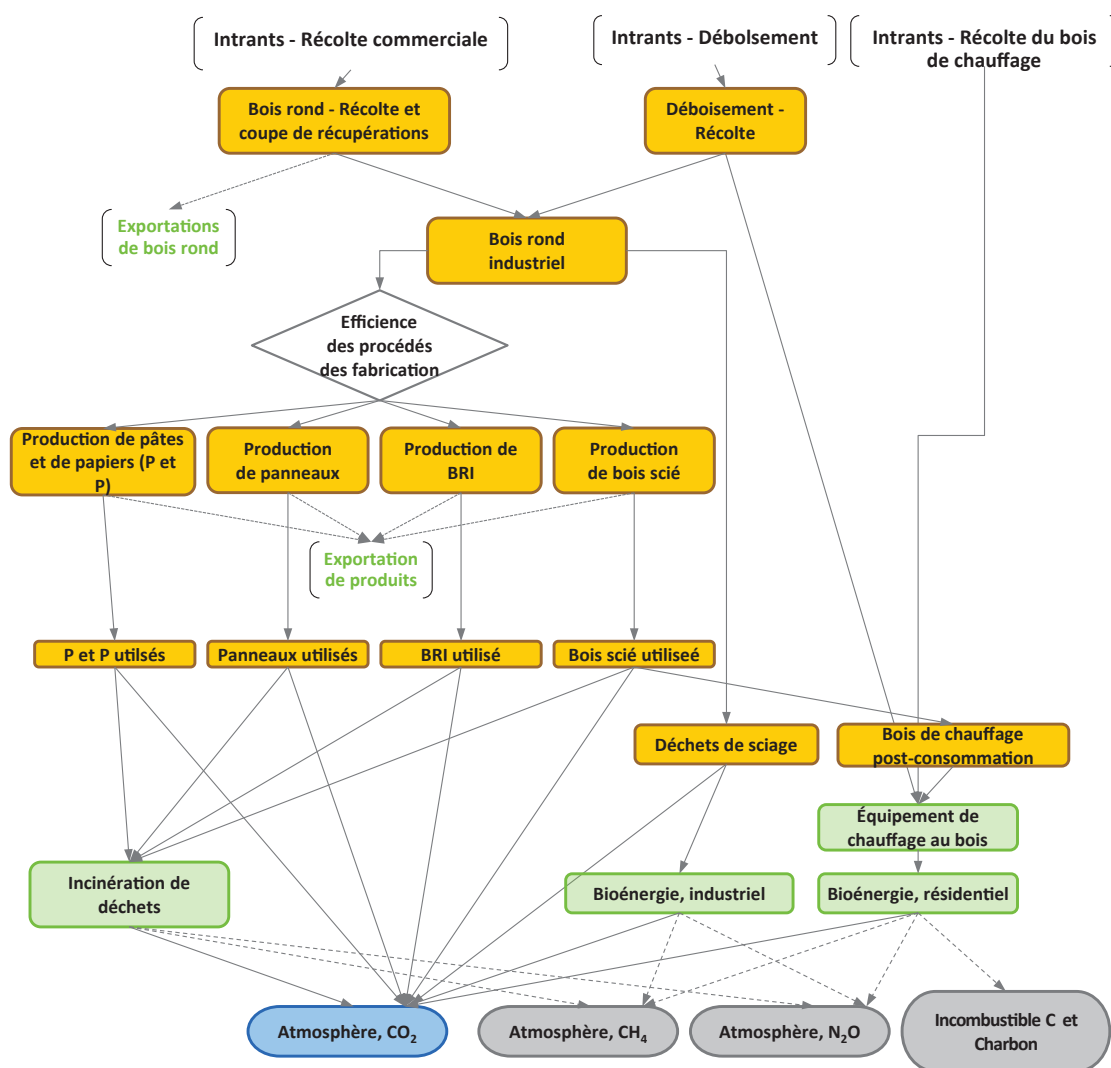 Intrants - Récolte commerciale
Intrants - Débolsement
Intrants - Récolte du bois
de chauffage
Bois rond - Récolte et
coupe de récupérations
Déboisement -
Récolte
Exportations
de bois rond
Bois rond
industriel
Efficience
des procédés
des fabrication
Production de pâtes
et de papiers (P et
P)
Production
de panneaux
Production de
BRI
Production
de bois scié
Exportation
de produits
P et P utilsés
Panneaux utilisés
BRI utilisé
Bois scié utiliseé
Déchets de sciage
Bois de chauffage
post-consommation
Équipement de
chauffage au bois
Incinération de
déchets
Bioénergie, industriel
Bioénergie, résidentiel
Atmosphère, CO₂
Atmosphère, CH₄
Atmosphère, N₂O
Incombustible C et
Charbon